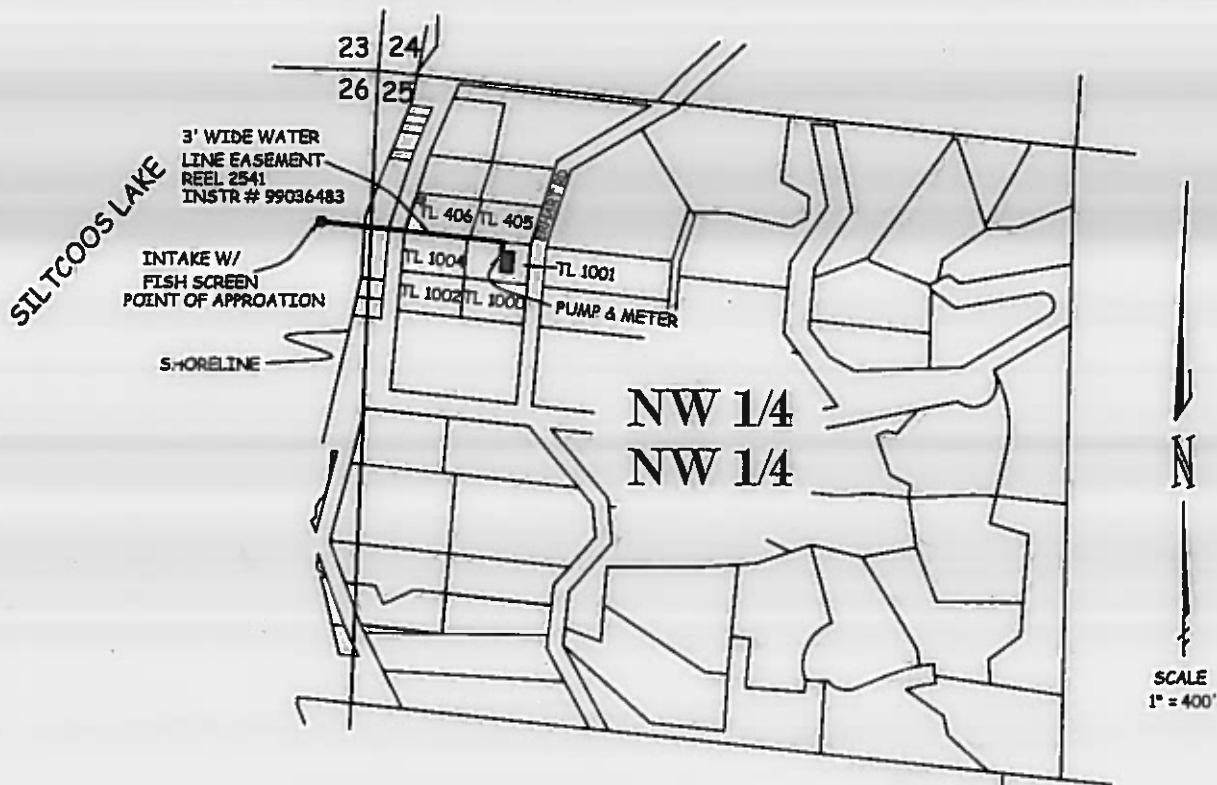 23 24
26 25
3' WIDE WATER
LINE EASEMENT
REEL 2541
INSTR # 99036483
SILTCOOS LAKE
TL 406 TL 405
INTAKE W/
FISH SCREEN
POINT OF APPROATION
TL 1004
TL 1001
TL 1002 TL 1000
PUMP & METER
SHORELINE
NW 1/4
NW 1/4
N
SCALE
1" = 400'